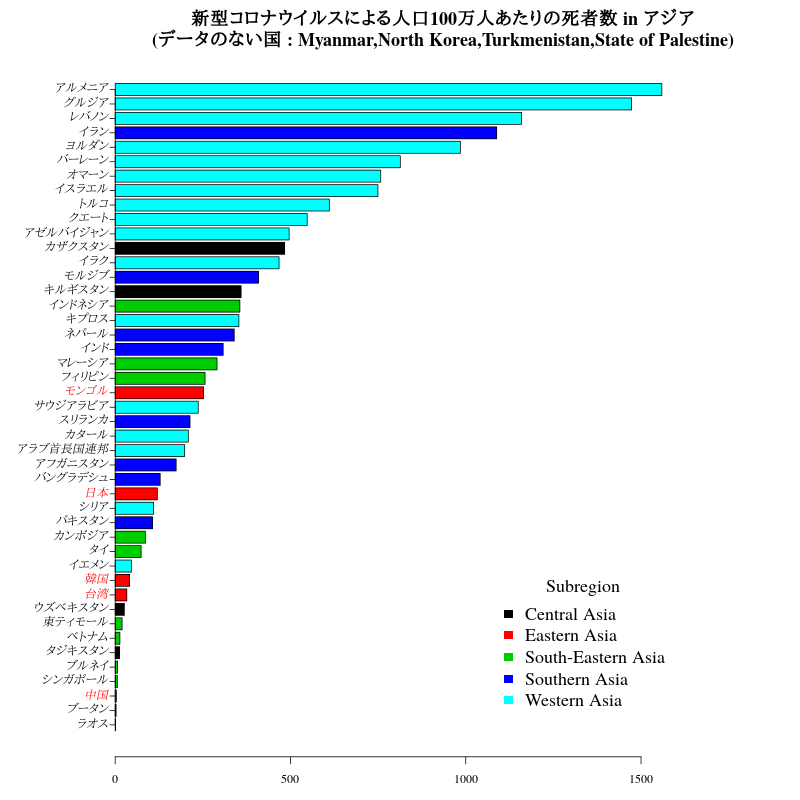 新型コロナウイルスによる人口100万人あたりの死者数 in アジア
(データのない国 : Myanmar,North Korea,Turkmenistan,State of Palestine)
アルメニア
グルジア
レバノン
イラン
ヨルダン
バーレーン
オマーン
イスラエル
トルコ
クエート
アゼルバイジャン
カザクスタン
イラク
モルジブ
キルギスタン
インドネシア
キプロス
ネパール
インド
マレーシア
フィリピン
モンゴル
サウジアラビア
スリランカ
カタール
アラブ首長国連邦
アフガニスタン
バングラデシュ
日本
シリア
パキスタン
カンボジア
タイ
イエメン
韓国
台湾
ウズベキスタン
東ティモール
ベトナム
タジキスタン
ブルネイ
シンガポール
中国
ブータン
ラオス
Subregion
Central Asia
Eastern Asia
South-Eastern Asia
Southern Asia
Western Asia
0 500 1000 1500